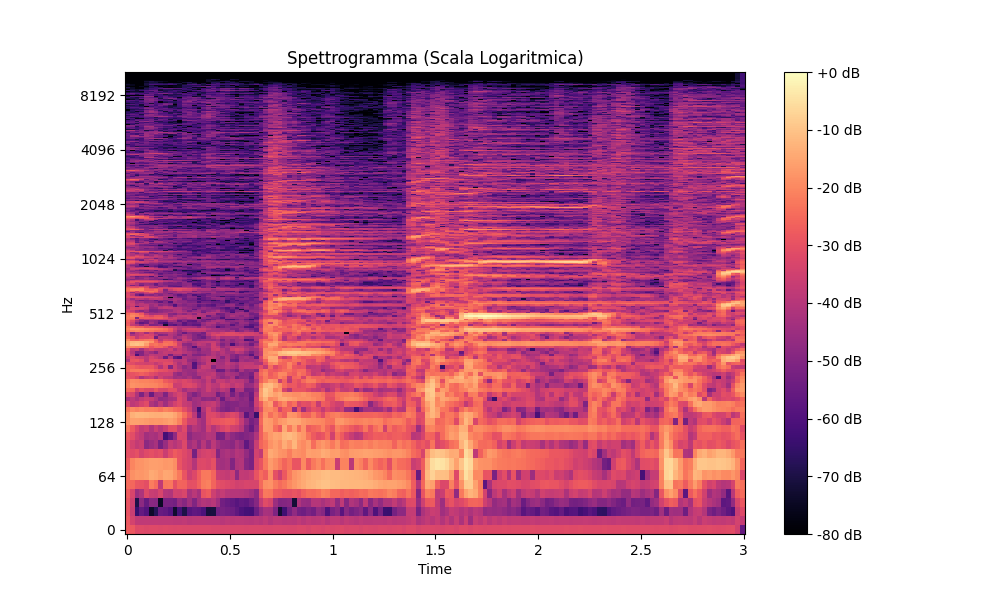 Spettrogramma (Scala Logaritmica)
Hz
8192
4096
2048
1024
512
256
128
64
0
0 0.5 1 1.5 2 2.5 3
Time
+0 dB
-10 dB
-20 dB
-30 dB
-40 dB
-50 dB
-60 dB
-70 dB
-80 dB